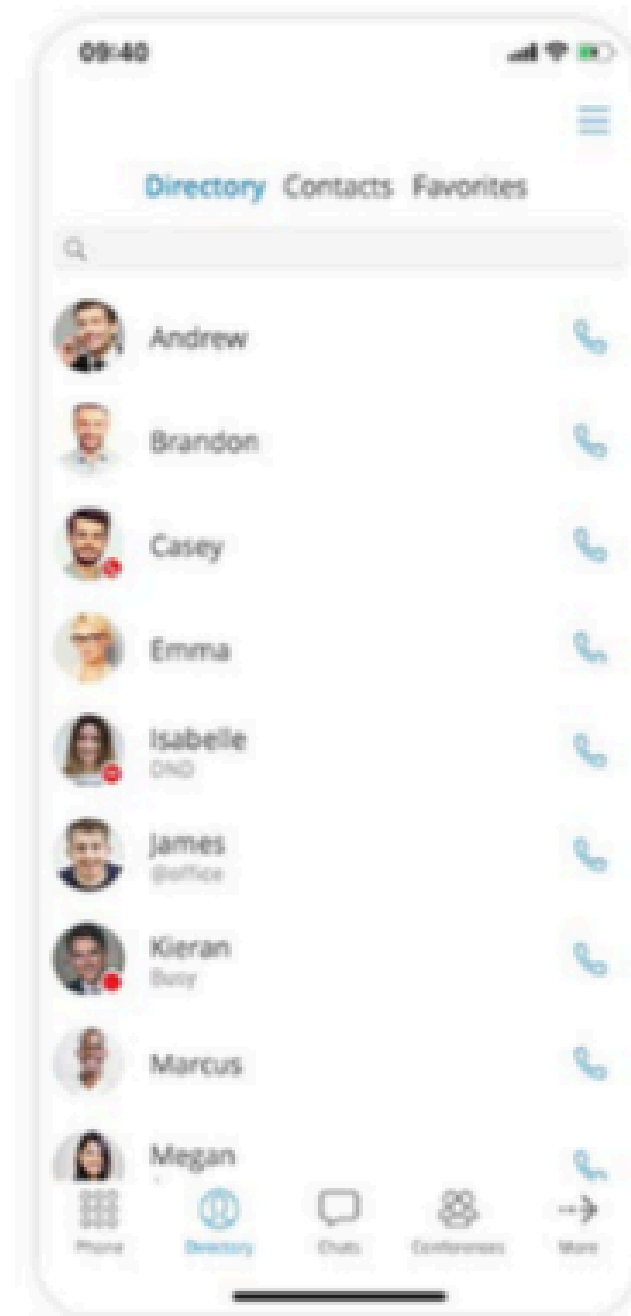 09:40
Directory Contacts Favorites
Andrew
Brandon
Casey
Emma
Isabelle
DND
James
@office
Kieran
Busy
Marcus
Megan
Phone Directory Chats Conferences More